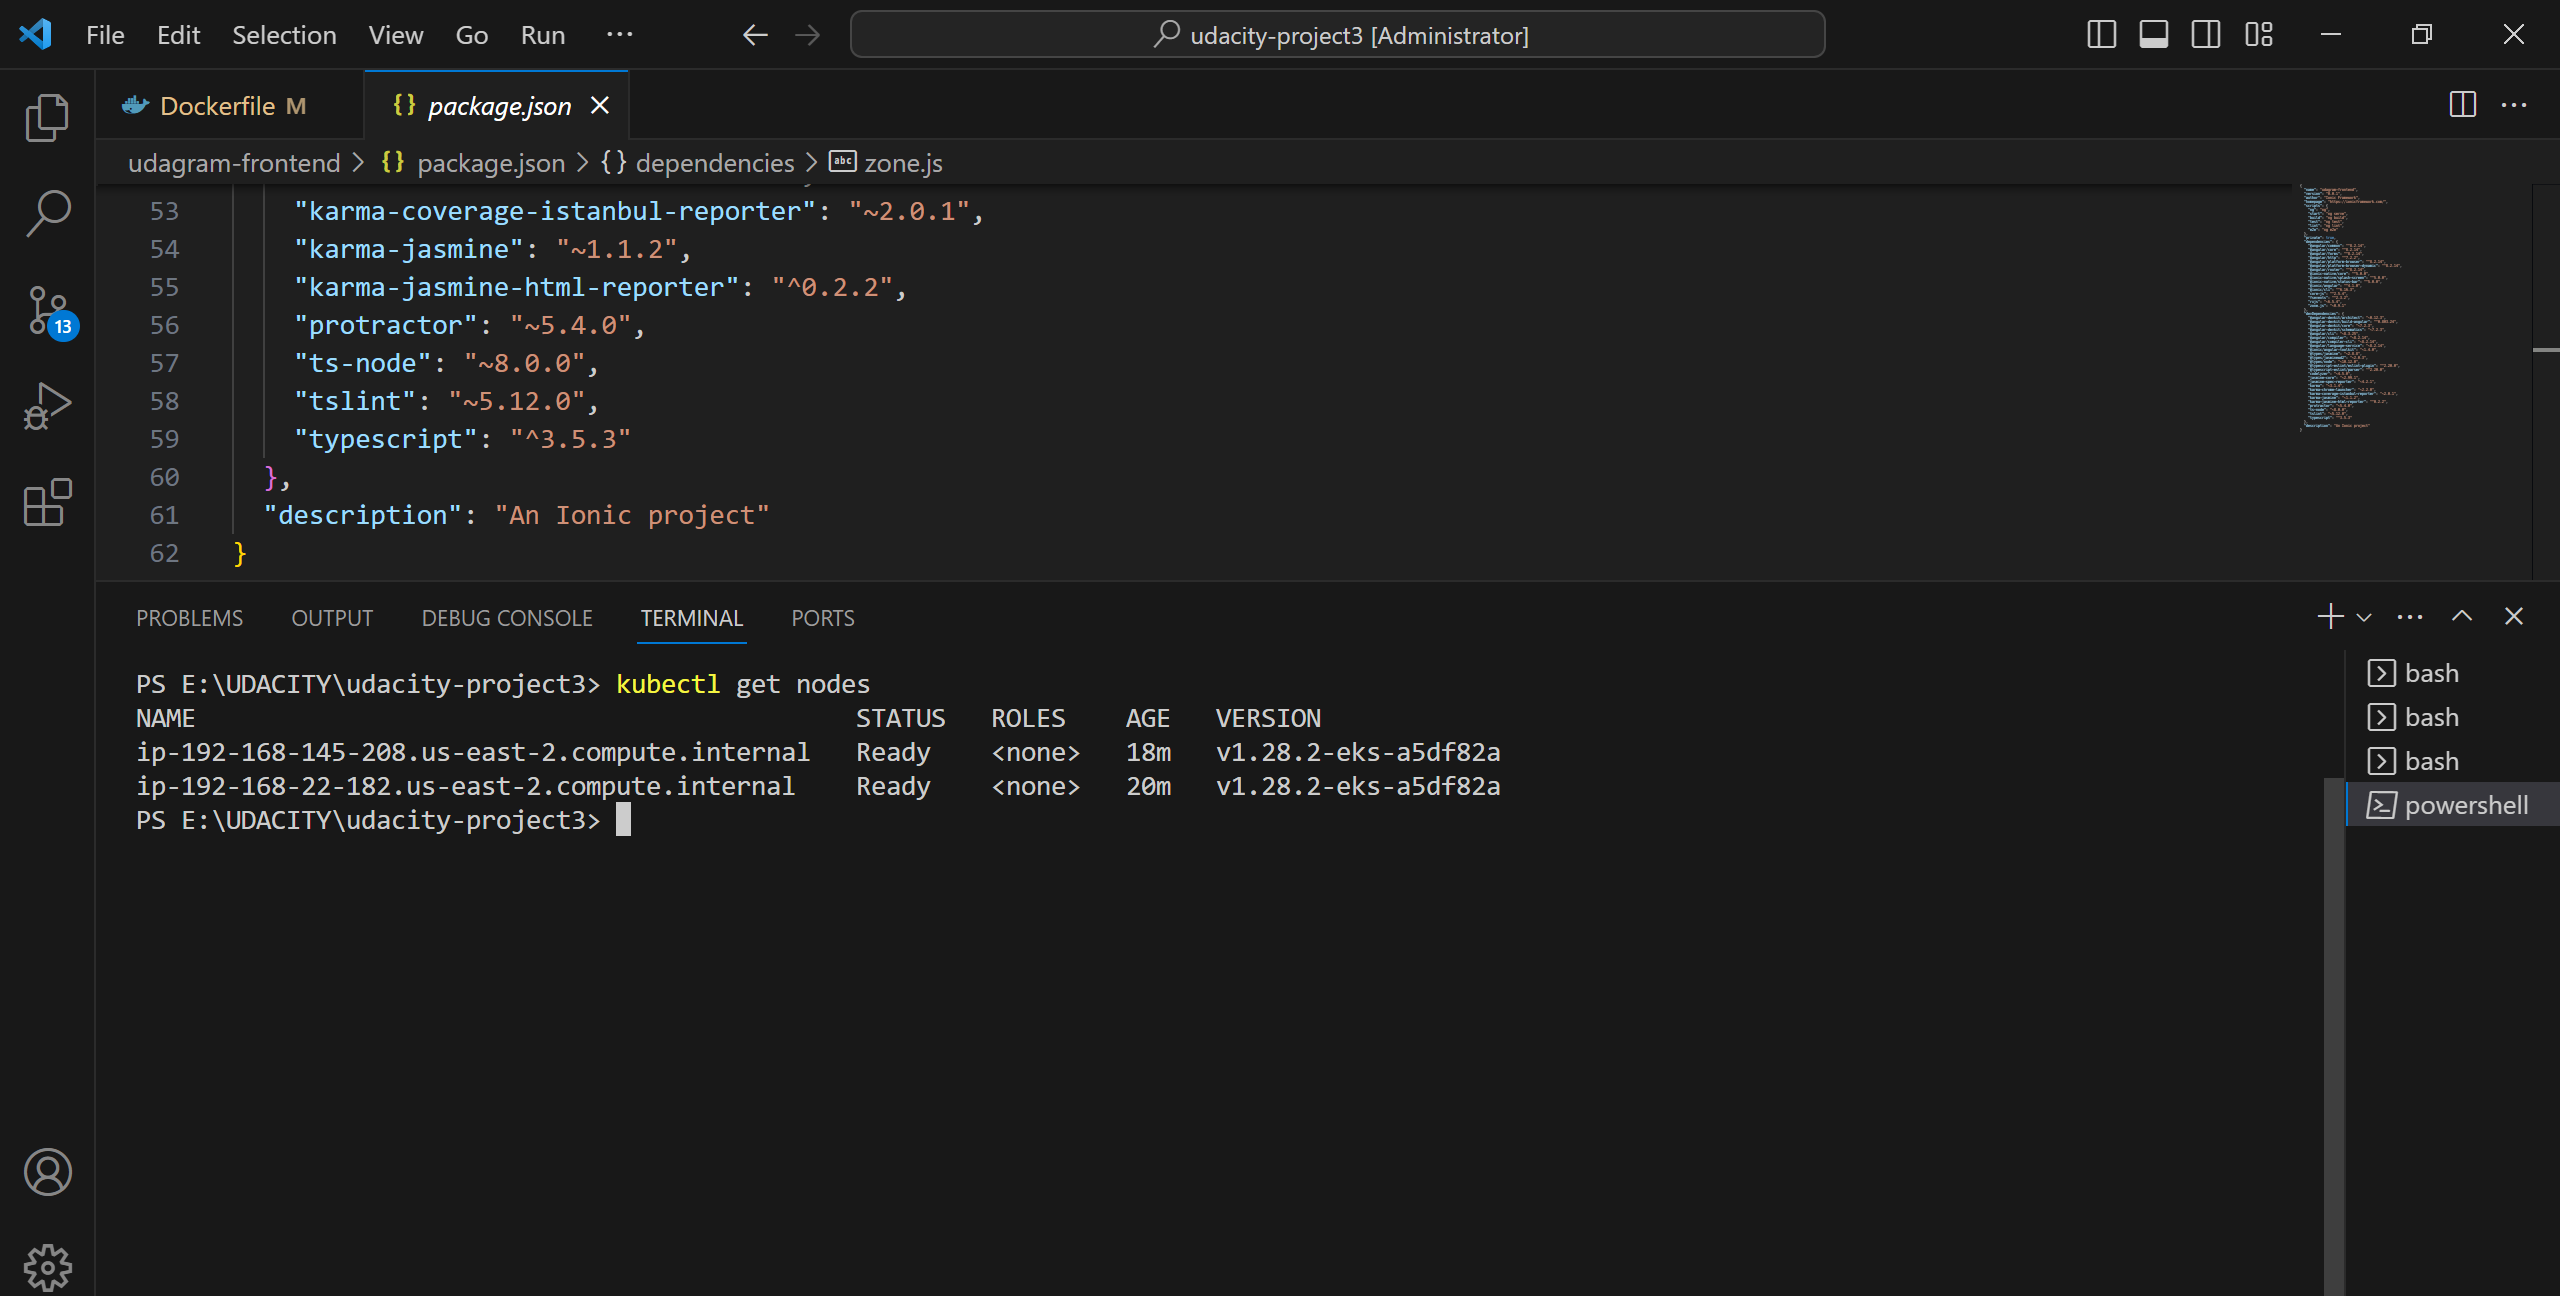 File Edit Selection View Go Run ··· udacity-project3 [Administrator]
Dockerfile M {} package.json
udagram-frontend > {} package.json > {} dependencies > abc zone.js
53 "karma-coverage-istanbul-reporter": "~2.0.1",
54 "karma-jasmine": "~1.1.2",
55 "karma-jasmine-html-reporter": "^0.2.2",
56 "protractor": "~5.4.0",
57 "ts-node": "~8.0.0",
58 "tslint": "~5.12.0",
59 "typescript": "^3.5.3"
60 },
61 "description": "An Ionic project"
62 }
13
PROBLEMS OUTPUT DEBUG CONSOLE TERMINAL PORTS
PS E:\UDACITY\udacity-project3> kubectl get nodes
NAME STATUS ROLES AGE VERSION
ip-192-168-145-208.us-east-2.compute.internal Ready <none> 18m v1.28.2-eks-a5df82a
ip-192-168-22-182.us-east-2.compute.internal Ready <none> 20m v1.28.2-eks-a5df82a
PS E:\UDACITY\udacity-project3>
bash
bash
bash
powershell